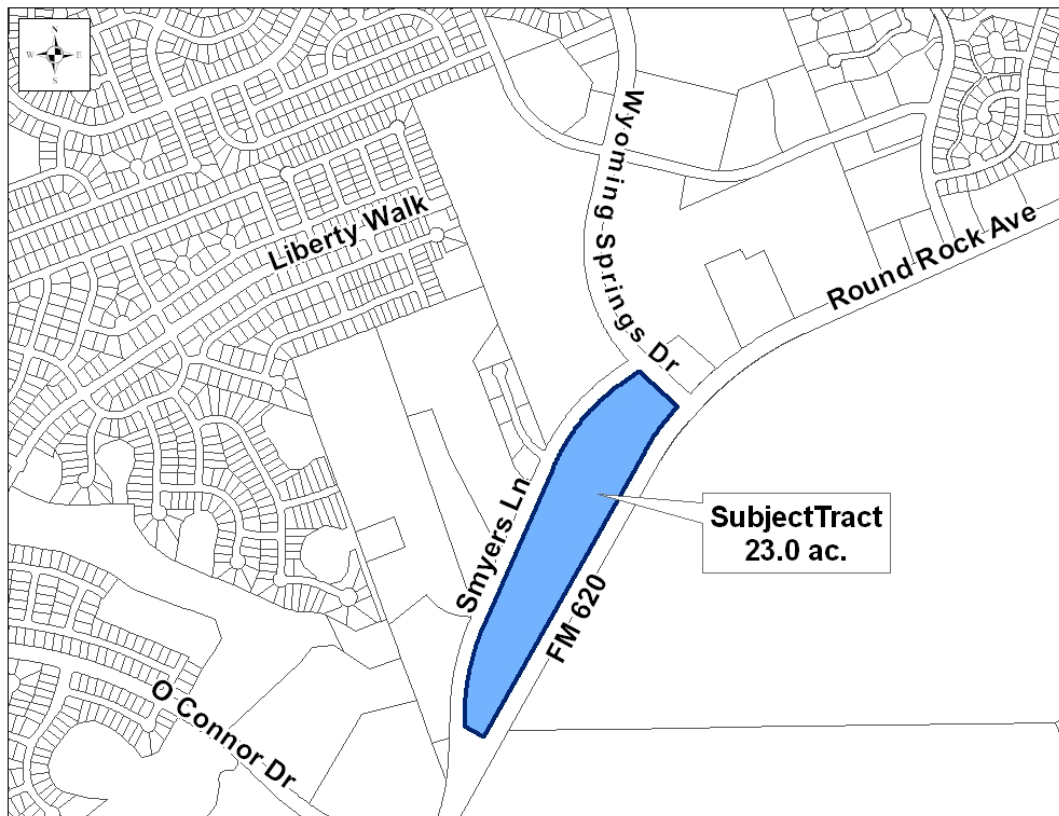 N
W E
S
Wyoming Springs Dr
Liberty Walk
Round Rock Ave
Smyers Ln
SubjectTract
23.0 ac.
FM 620
O Connor Dr